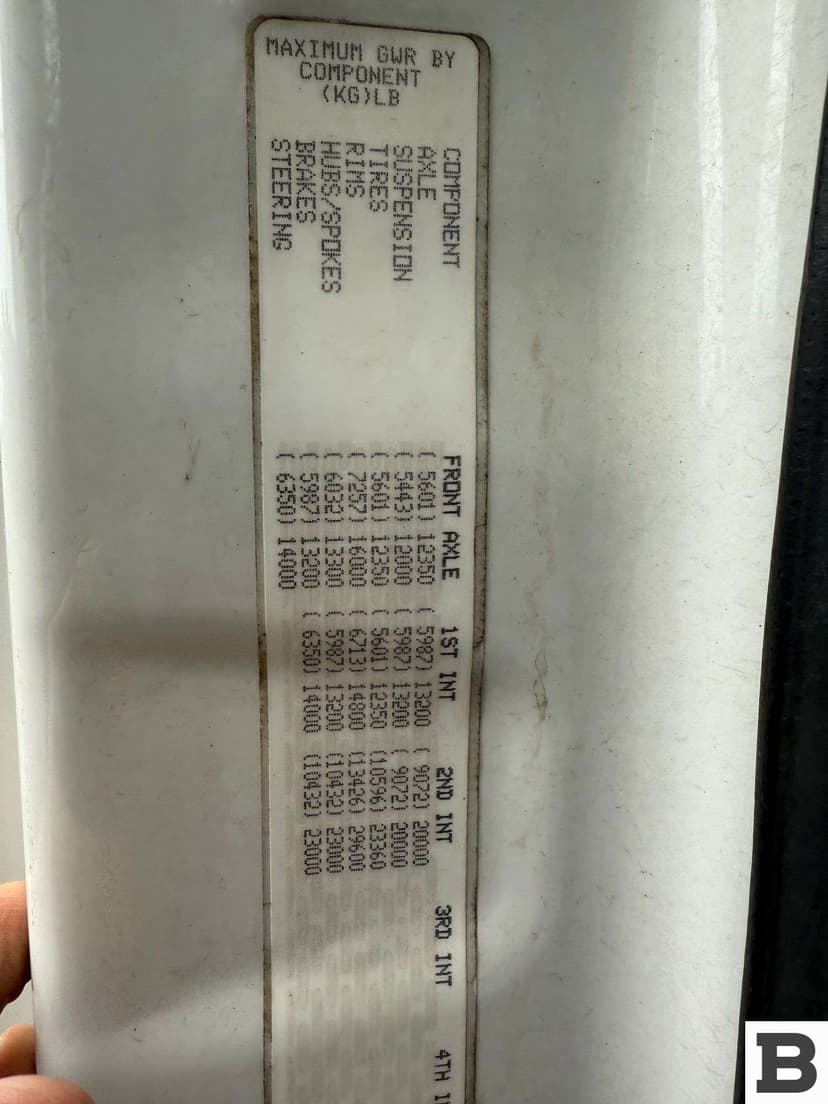 MAXIMUM GWR BY
COMPONENT
(KG)LB
COMPONENT FRONT AXLE 1ST INT 2ND INT 3RD INT 4TH
AXLE ( 5601) 12350 ( 5987) 13200 ( 9072) 20000
SUSPENSION ( 5443) 12000 ( 5987) 13200 ( 9072) 20000
TIRES ( 5601) 12350 ( 5601) 12350 (10596) 23360
RIMS ( 7257) 16000 ( 6713) 14800 (13426) 29600
HUBS/SPOKES ( 6032) 13300 ( 5987) 13200 (10432) 23000
BRAKES ( 5987) 13200 ( 6350) 14000 (10432) 23000
STEERING ( 6350) 14000
B